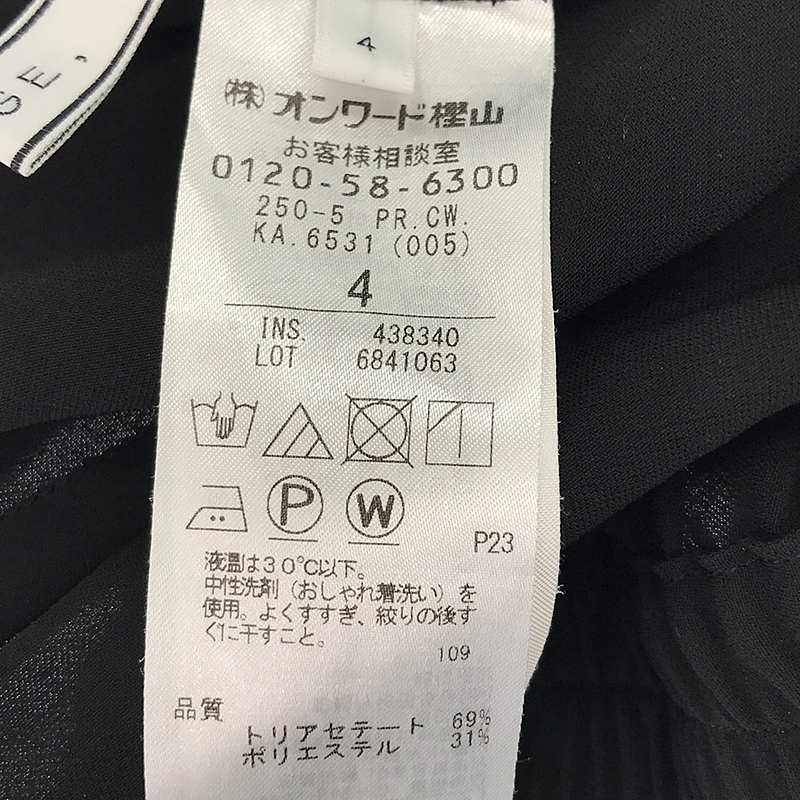 GE,
4
(株)オンワード樫山
お客様相談室
0120-58-6300
250-5 PR.CW.
KA.6531 (005)
4
INS. 438340
LOT 6841063
P W
P23
液温は30℃以下。
中性洗剤（おしゃれ着洗い）を
使用。よくすすぎ、絞りの後す
ぐに干すこと。
109
品質
トリアセテート 69%
ポリエステル 31%